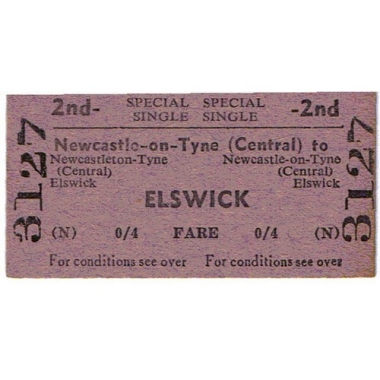 2nd- SPECIAL SPECIAL -2nd
SINGLE SINGLE
Newcastle-on-Tyne (Central) to
Newcastleton-Tyne Newcastle-on-Tyne
(Central) (Central)
Elswick Elswick
ELSWICK
(N) 0/4 FARE 0/4 (N)
For conditions see over For conditions see over
3127
3127